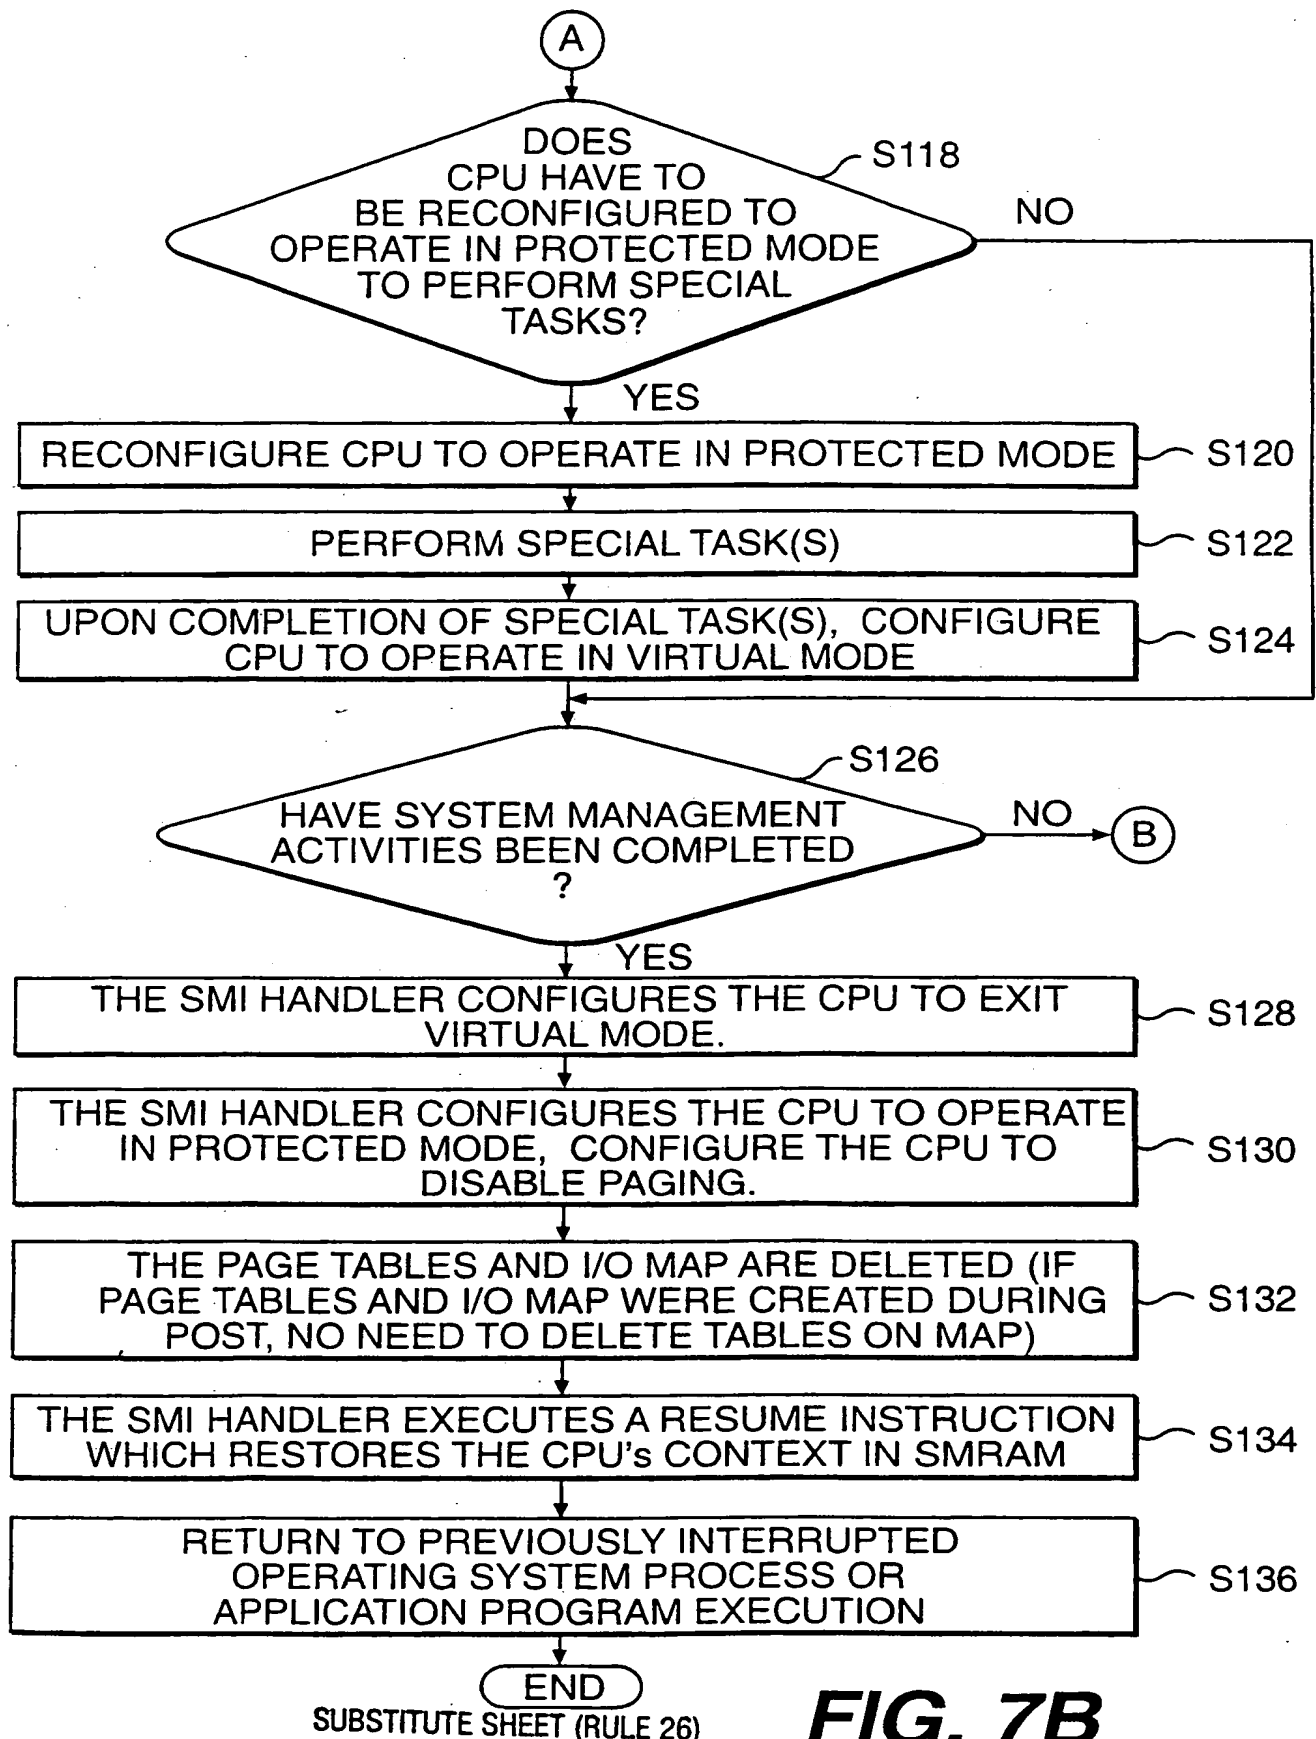 A
DOES
CPU HAVE TO
BE RECONFIGURED TO
OPERATE IN PROTECTED MODE
TO PERFORM SPECIAL
TASKS?
S118
NO
YES
RECONFIGURE CPU TO OPERATE IN PROTECTED MODE
S120
PERFORM SPECIAL TASK(S)
S122
UPON COMPLETION OF SPECIAL TASK(S), CONFIGURE
CPU TO OPERATE IN VIRTUAL MODE
S124
S126
HAVE SYSTEM MANAGEMENT
ACTIVITIES BEEN COMPLETED
?
NO
B
YES
THE SMI HANDLER CONFIGURES THE CPU TO EXIT
VIRTUAL MODE.
S128
THE SMI HANDLER CONFIGURES THE CPU TO OPERATE
IN PROTECTED MODE, CONFIGURE THE CPU TO
DISABLE PAGING.
S130
THE PAGE TABLES AND I/O MAP ARE DELETED (IF
PAGE TABLES AND I/O MAP WERE CREATED DURING
POST, NO NEED TO DELETE TABLES ON MAP)
S132
THE SMI HANDLER EXECUTES A RESUME INSTRUCTION
WHICH RESTORES THE CPU's CONTEXT IN SMRAM
S134
RETURN TO PREVIOUSLY INTERRUPTED
OPERATING SYSTEM PROCESS OR
APPLICATION PROGRAM EXECUTION
S136
END
SUBSTITUTE SHEET (RULE 26)
FIG. 7B